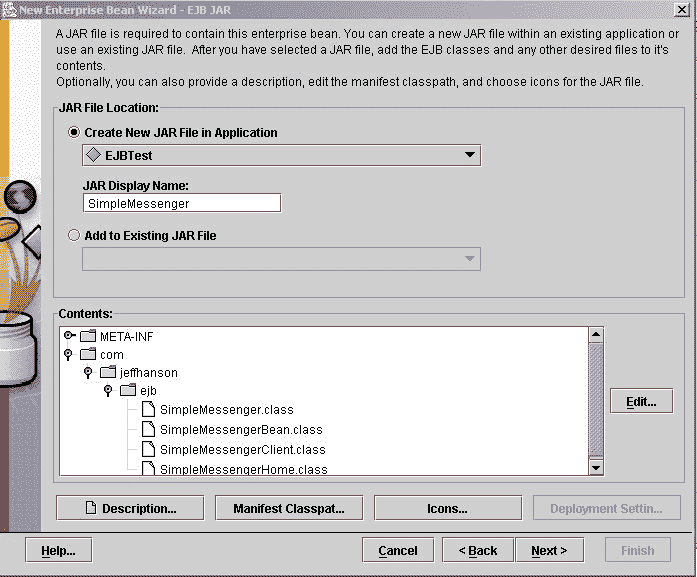 New Enterprise Bean Wizard - EJB JAR
A JAR file is required to contain this enterprise bean. You can create a new JAR file within an existing application or
use an existing JAR file.  After you have selected a JAR file, add the EJB classes and any other desired files to it's
contents.
Optionally, you can also provide a description, edit the manifest classpath, and choose icons for the JAR file.
JAR File Location:
Create New JAR File in Application
EJBTest
JAR Display Name:
SimpleMessenger
Add to Existing JAR File
Contents:
META-INF
com
jeffhanson
ejb
SimpleMessenger.class
SimpleMessengerBean.class
SimpleMessengerClient.class
SimpleMessengerHome.class
Edit...
Description... Manifest Classpat... Icons... Deployment Settin...
Help... Cancel < Back Next > Finish